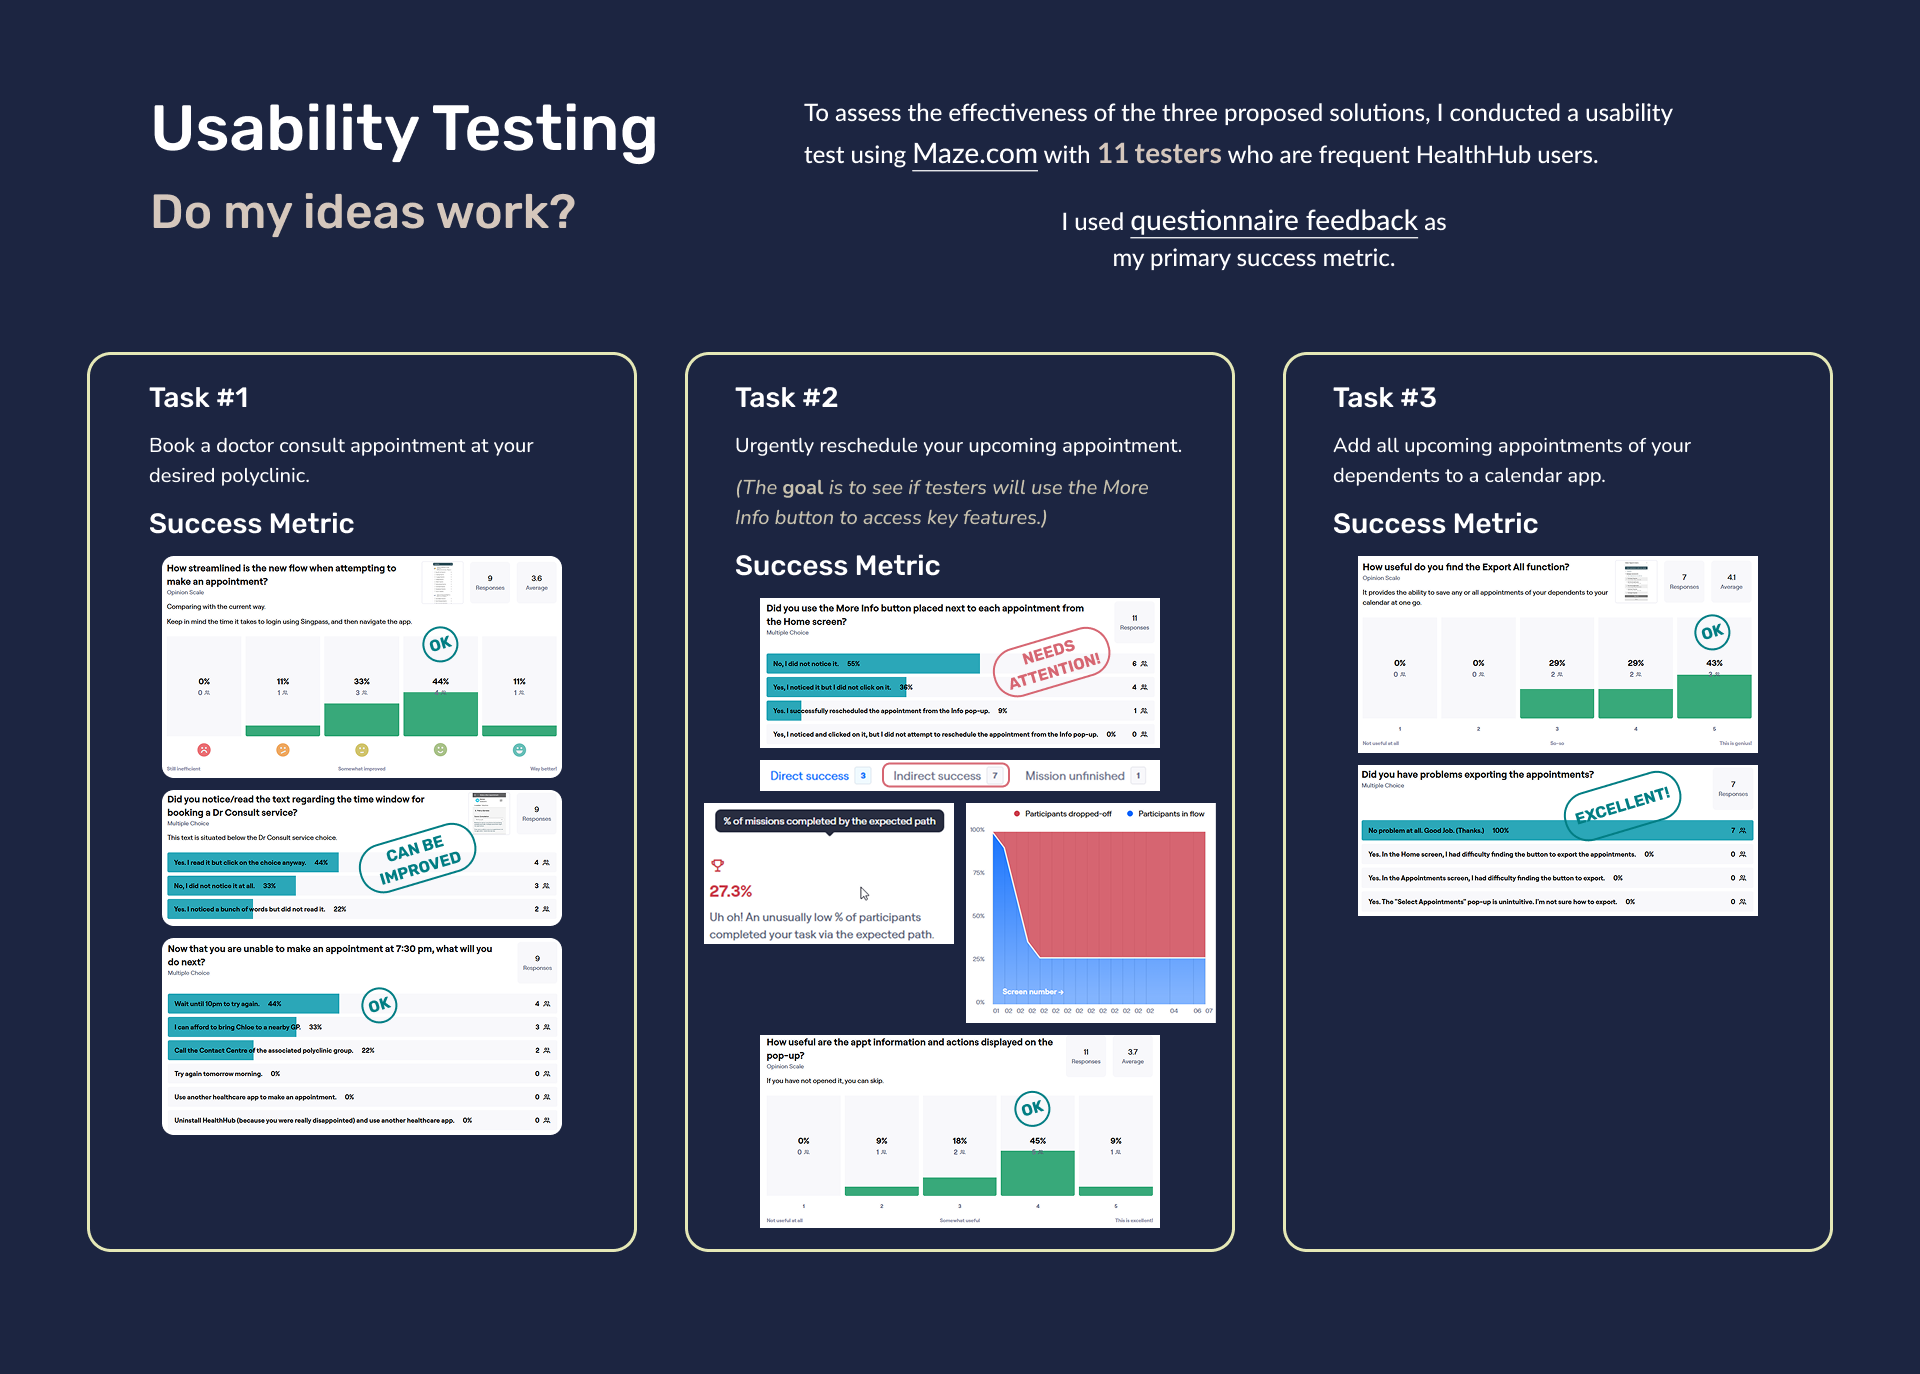 Usability Testing
Do my ideas work?
To assess the effectiveness of the three proposed solutions, I conducted a usability
test using Maze.com with 11 testers who are frequent HealthHub users.
I used questionnaire feedback as
my primary success metric.
Task #1
Book a doctor consult appointment at your
desired polyclinic.
Success Metric
How streamlined is the new flow when attempting to
make an appointment?
Opinion Scale
9
Responses
3.6
Average
Comparing with the current way.
Keep in mind the time it takes to login using Singpass, and then navigate the app.
OK
0% 11% 33% 44% 11%
0 1 3 4 1
Still inefficient Somewhat improved Way better!
Did you notice/read the text regarding the time window for
booking a Dr Consult service?
Multiple Choice
9
Responses
This text is situated below the Dr Consult service choice.
CAN BE
IMPROVED
Yes. I read it but click on the choice anyway. 44% 4
No, I did not notice it at all. 33% 3
Yes. I noticed a bunch of words but did not read it. 22% 2
Now that you are unable to make an appointment at 7:30 pm, what will you
do next?
Multiple Choice
9
Responses
OK
Wait until 10pm to try again. 44% 4
I can afford to bring Chloe to a nearby GP. 33% 3
Call the Contact Centre of the associated polyclinic group. 22% 2
Try again tomorrow morning. 0% 0
Use another healthcare app to make an appointment. 0% 0
Uninstall HealthHub (because you were really disappointed) and use another healthcare app. 0% 0
Task #2
Urgently reschedule your upcoming appointment.
(The goal is to see if testers will use the More
Info button to access key features.)
Success Metric
Did you use the More Info button placed next to each appointment from
the Home screen?
Multiple Choice
11
Responses
NEEDS
ATTENTION!
No, I did not notice it. 55% 6
Yes, I noticed it but I did not click on it. 36% 4
Yes. I successfully rescheduled the appointment from the Info pop-up. 9% 1
Yes, I noticed and clicked on it, but I did not attempt to reschedule the appointment from the Info pop-up. 0% 0
Direct success 3 Indirect success 7 Mission unfinished 1
% of missions completed by the expected path
27.3%
Uh oh! An unusually low % of participants
completed your task via the expected path.
Participants dropped-off Participants in flow
100%
75%
50%
25%
0%
Screen number →
01 02 02 02 02 02 02 02 02 02 02 02 02 02 04 06 07
How useful are the appt information and actions displayed on the
pop-up?
Opinion Scale
11
Responses
3.7
Average
If you have not opened it, you can skip.
OK
0% 9% 18% 45% 9%
0 1 2 5 1
1 2 3 4 5
Not useful at all Somewhat useful This is excellent!
Task #3
Add all upcoming appointments of your
dependents to a calendar app.
Success Metric
How useful do you find the Export All function?
Opinion Scale
7
Responses
4.1
Average
It provides the ability to save any or all appointments of your dependents to your
calendar at one go.
OK
0% 0% 29% 29% 43%
0 0 2 2 3
1 2 3 4 5
Not useful at all So-so This is genius!
Did you have problems exporting the appointments?
Multiple Choice
7
Responses
EXCELLENT!
No problem at all. Good Job. (Thanks.) 100% 7
Yes. In the Home screen, I had difficulty finding the button to export the appointments. 0% 0
Yes. In the Appointments screen, I had difficulty finding the button to export. 0% 0
Yes. The "Select Appointments" pop-up is unintuitive. I'm not sure how to export. 0% 0